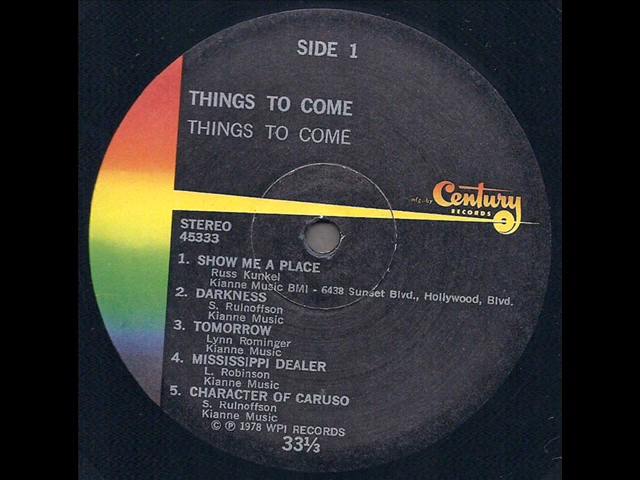 SIDE 1
THINGS TO COME
THINGS TO COME
mfg. by Century
RECORDS
STEREO
45333
1. SHOW ME A PLACE
Russ Kunkel
Kianne Music BMI - 6438 Sunset Blvd., Hollywood, Blvd.
2. DARKNESS
S. Rulnoffson
Kianne Music
3. TOMORROW
Lynn Rominger
Kianne Music
4. MISSISSIPPI DEALER
L. Robinson
Kianne Music
5. CHARACTER OF CARUSO
S. Rulnoffson
Kianne Music
© ℗ 1978 WPI RECORDS
33⅓